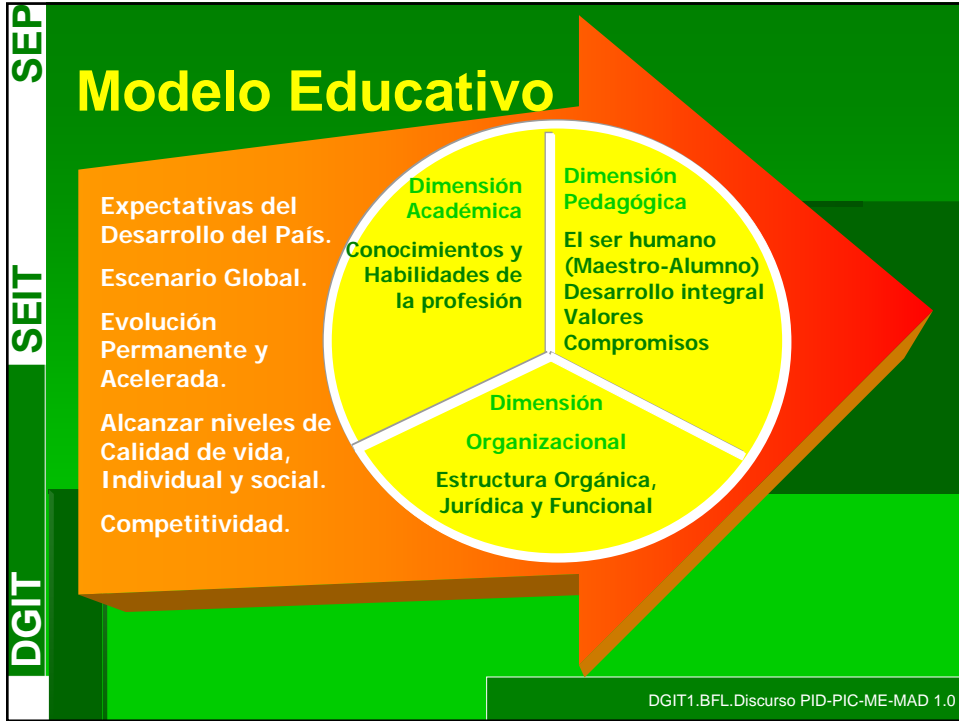 SEP
SEIT
DGIT
Modelo Educativo
Expectativas del
Desarrollo del País.
Escenario Global.
Evolución
Permanente y
Acelerada.
Alcanzar niveles de
Calidad de vida,
Individual y social.
Competitividad.
Dimensión
Académica
Conocimientos y
Habilidades de
la profesión
Dimensión
Pedagógica
El ser humano
(Maestro-Alumno)
Desarrollo integral
Valores
Compromisos
Dimensión
Organizacional
Estructura Orgánica,
Jurídica y Funcional
DGIT1.BFL.Discurso PID-PIC-ME-MAD 1.0